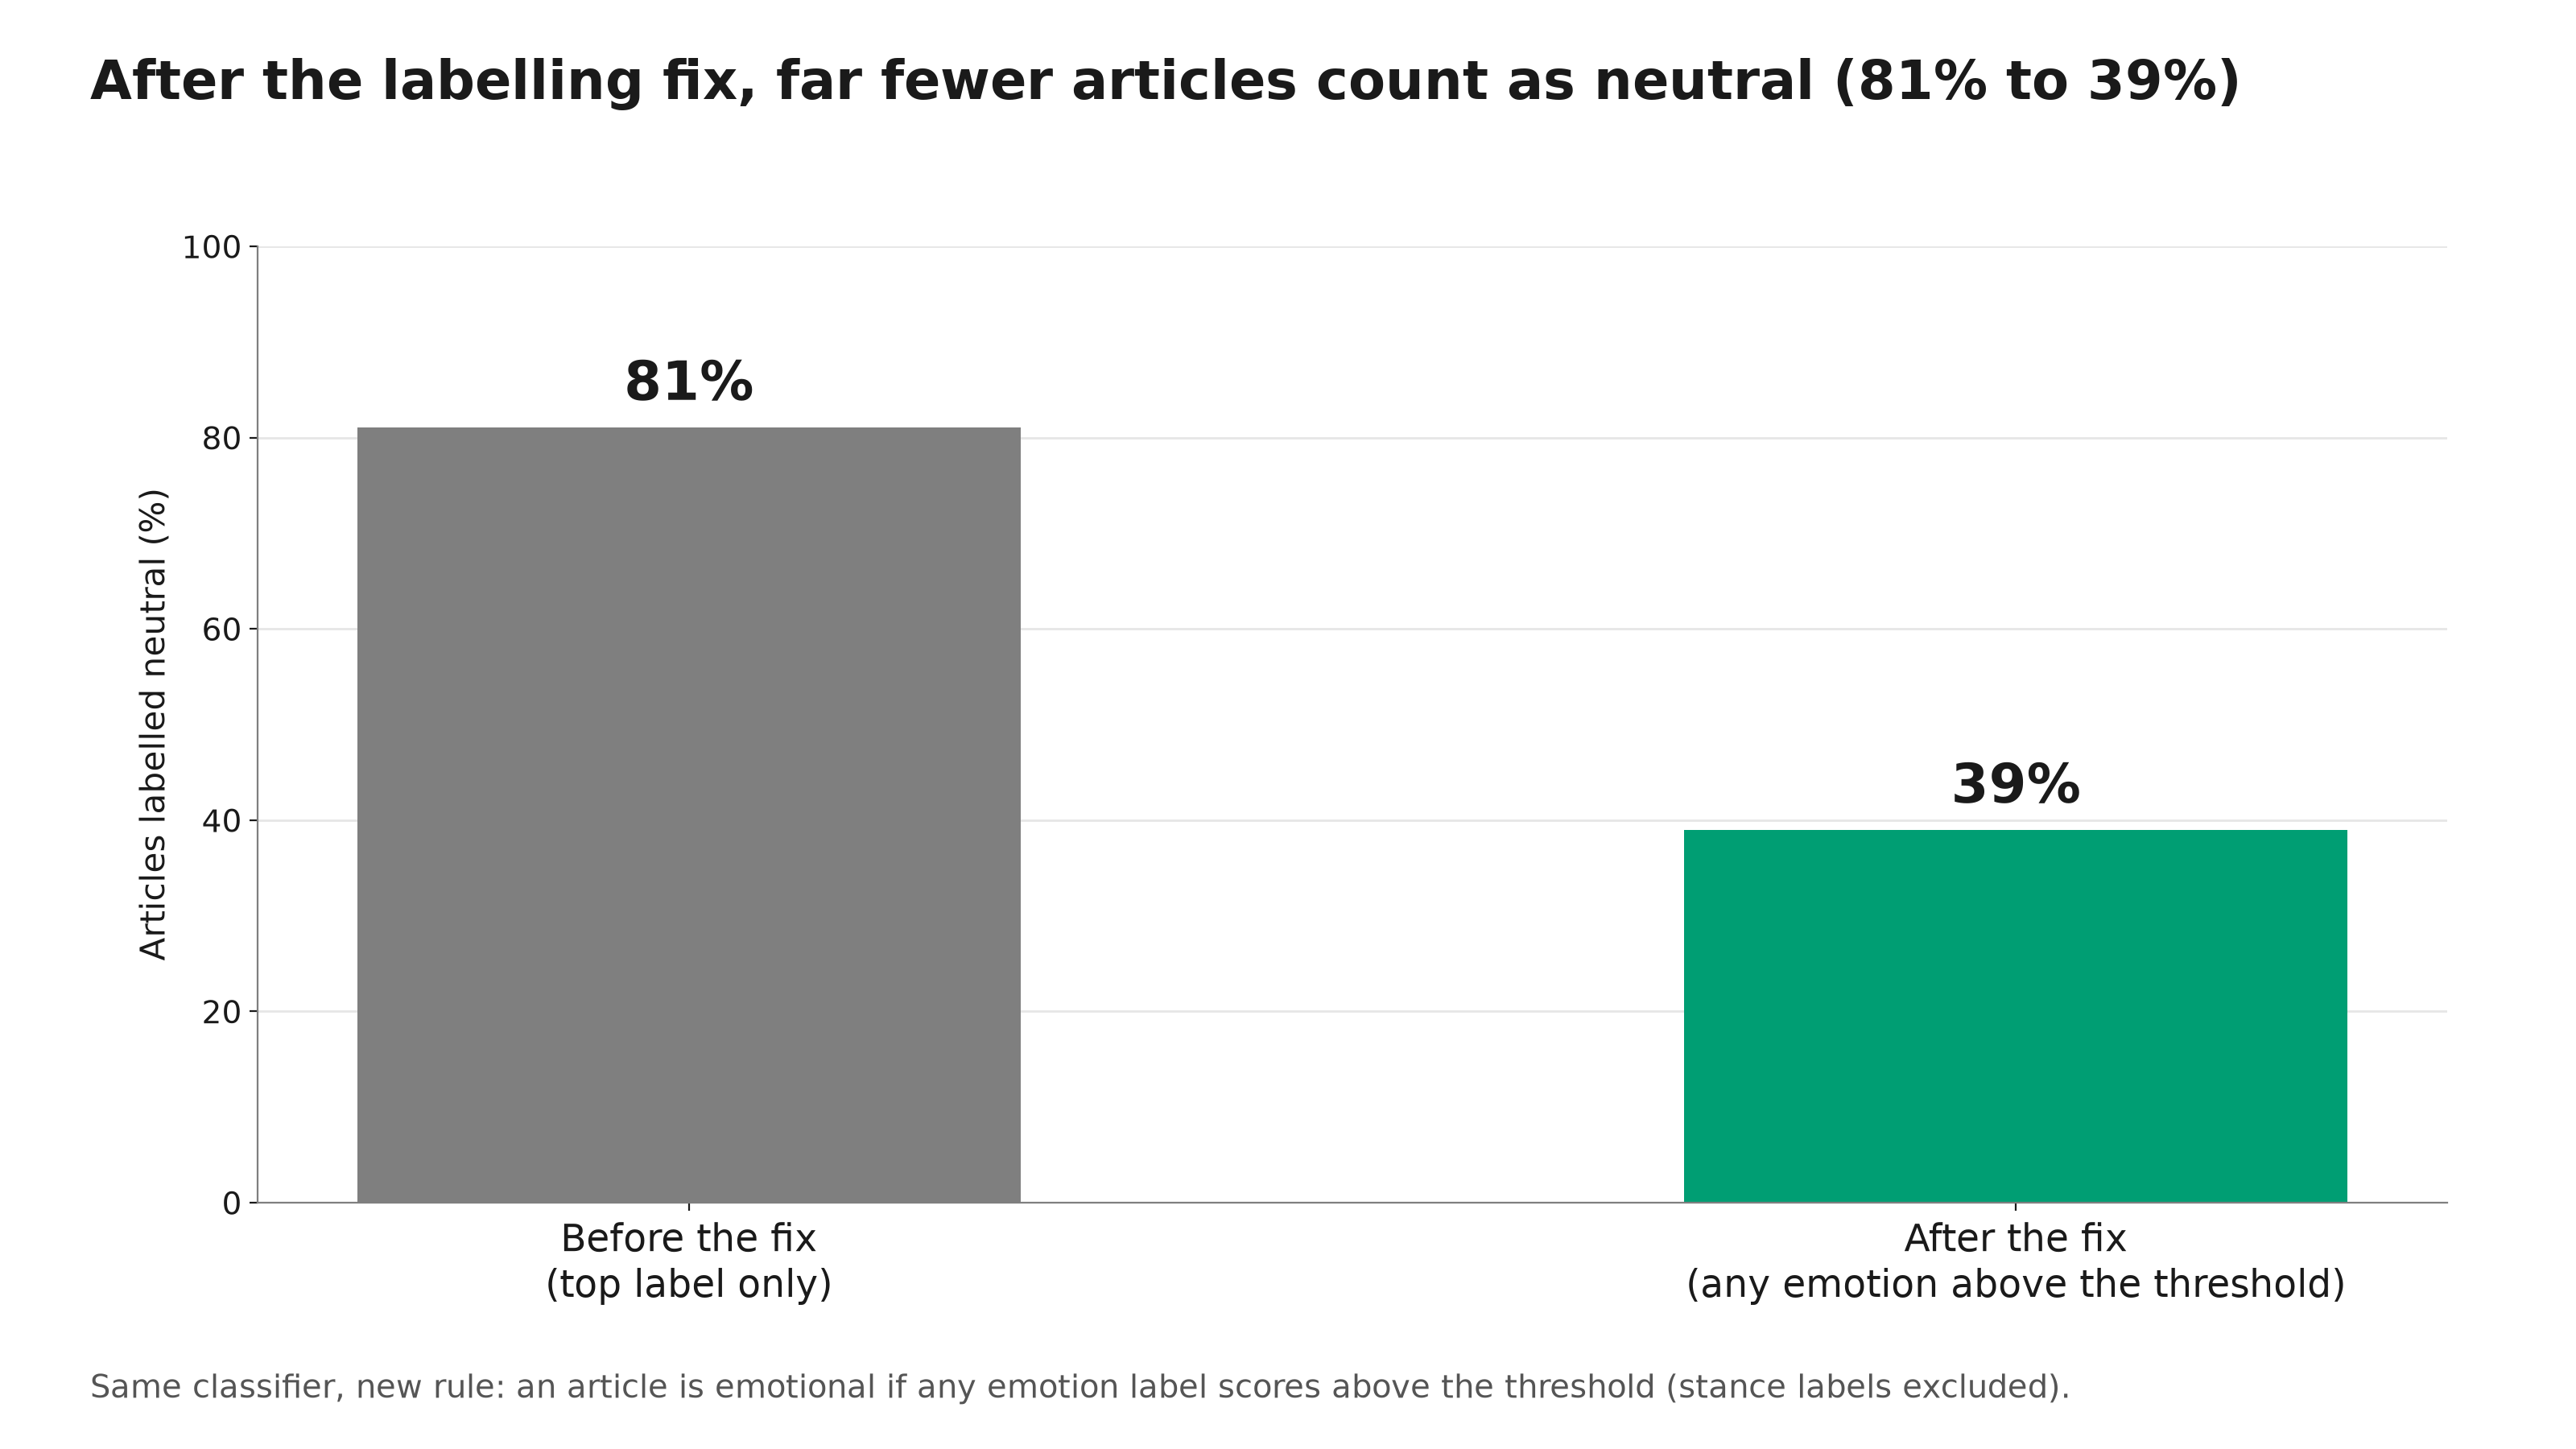 After the labelling fix, far fewer articles count as neutral (81% to 39%)
100
80
60
40
20
0
Articles labelled neutral (%)
81%
39%
Before the fix
(top label only)
After the fix
(any emotion above the threshold)
Same classifier, new rule: an article is emotional if any emotion label scores above the threshold (stance labels excluded).